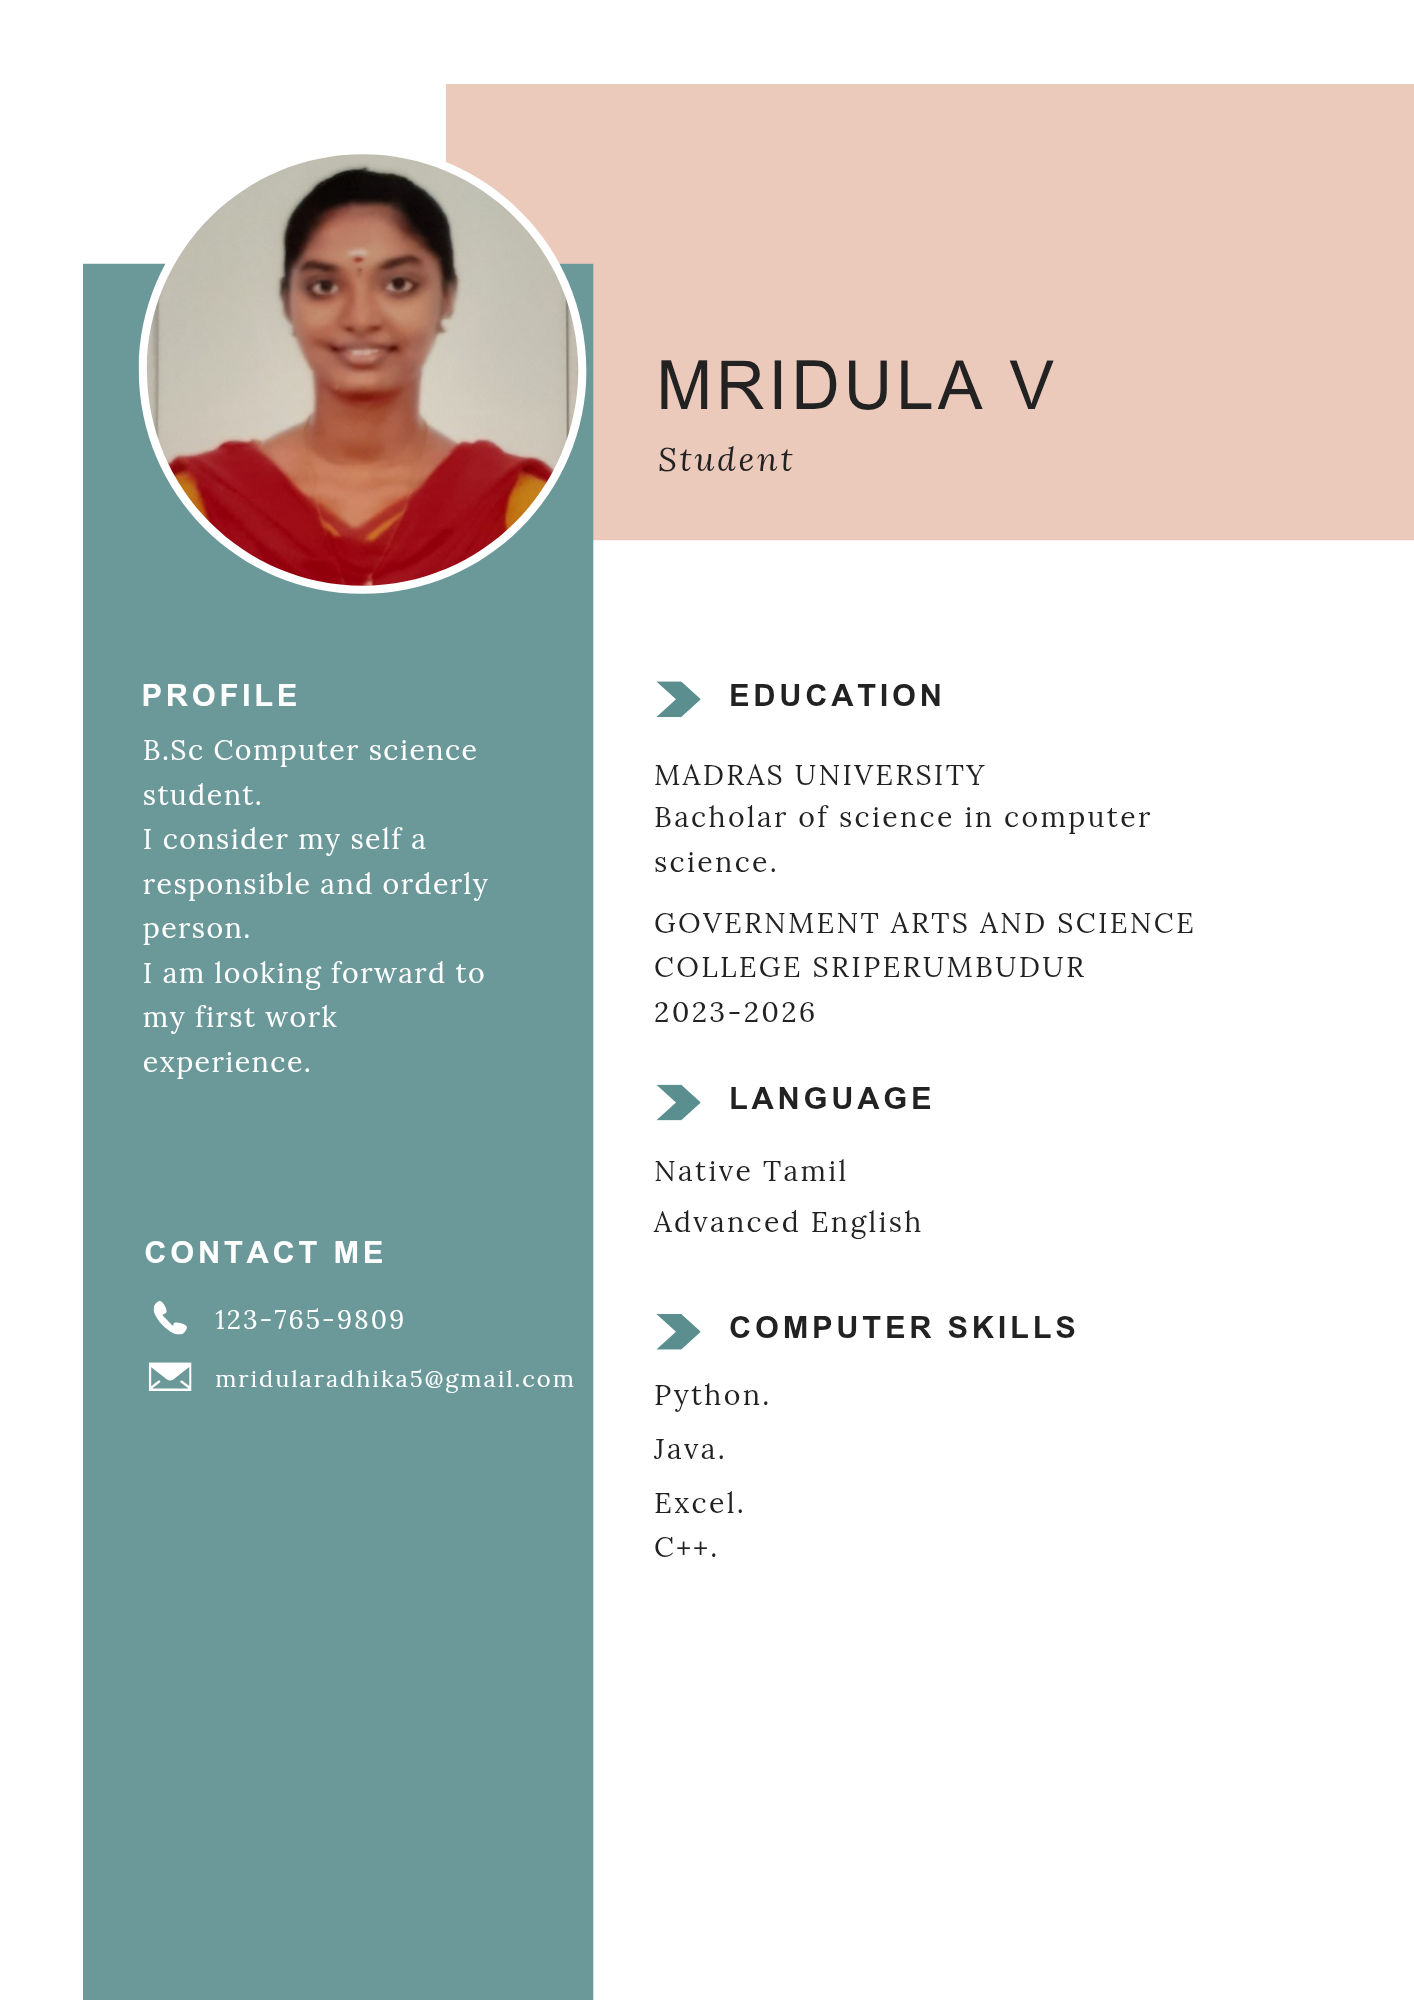 MRIDULA V
Student
PROFILE
B.Sc Computer science
student.
I consider my self a
responsible and orderly
person.
I am looking forward to
my first work
experience.
CONTACT ME
123-765-9809
mridularadhika5@gmail.com
EDUCATION
MADRAS UNIVERSITY
Bacholar of science in computer
science.
GOVERNMENT ARTS AND SCIENCE
COLLEGE SRIPERUMBUDUR
2023-2026
LANGUAGE
Native Tamil
Advanced English
COMPUTER SKILLS
Python.
Java.
Excel.
C++.